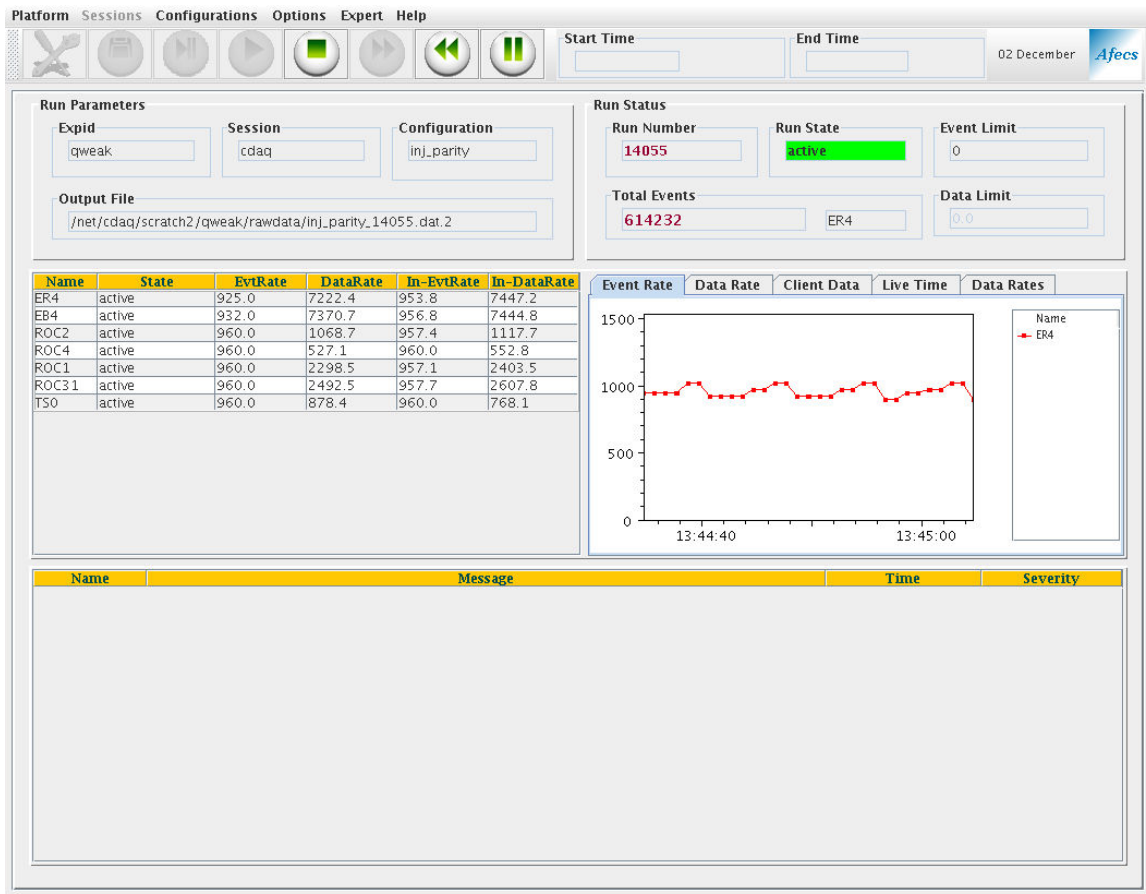 Platform Sessions Configurations Options Expert Help
Start Time
End Time
02 December
Afecs
Run Parameters
Expid
qweak
Session
cdaq
Configuration
inj_parity
Output File
/net/cdaq/scratch2/qweak/rawdata/inj_parity_14055.dat.2
Run Status
Run Number
14055
Run State
active
Event Limit
0
Total Events
614232
ER4
Data Limit
0.0
Name State EvtRate DataRate In-EvtRate In-DataRate
ER4 active 925.0 7222.4 953.8 7447.2
EB4 active 932.0 7370.7 956.8 7444.8
ROC2 active 960.0 1068.7 957.4 1117.7
ROC4 active 960.0 527.1 960.0 552.8
ROC1 active 960.0 2298.5 957.1 2403.5
ROC31 active 960.0 2492.5 957.7 2607.8
TS0 active 960.0 878.4 960.0 768.1
Event Rate Data Rate Client Data Live Time Data Rates
1500
1000
500
0
13:44:40 13:45:00
Name
ER4
Name Message Time Severity